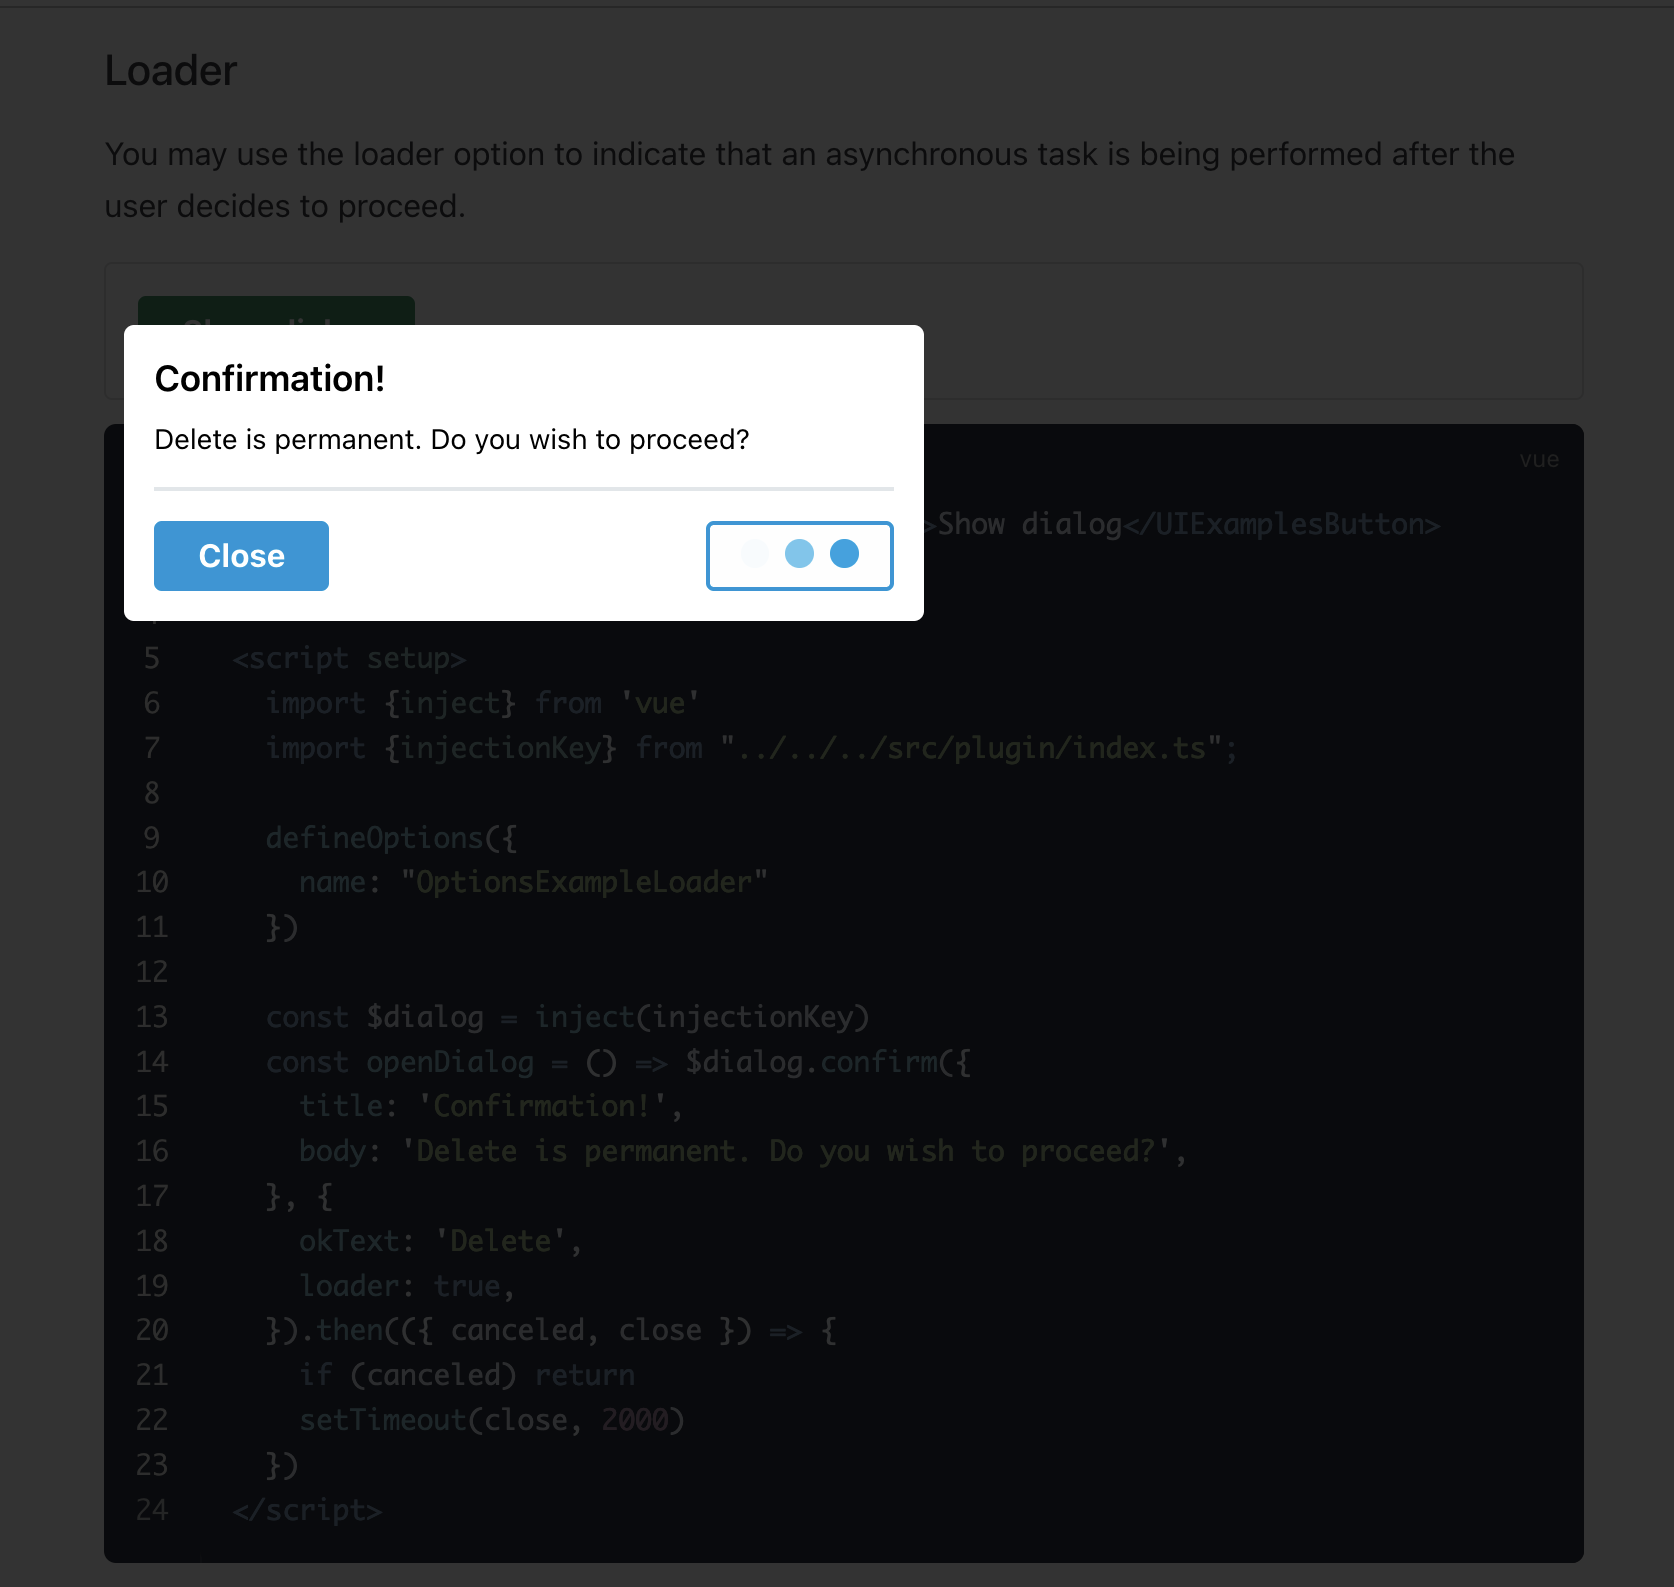 Loader
You may use the loader option to indicate that an asynchronous task is being performed after the
user decides to proceed.
Confirmation!
Delete is permanent. Do you wish to proceed?
Close
vue
>Show dialog</UIExamplesButton>
5 <script setup>
6 import {inject} from 'vue'
7 import {injectionKey} from "../../../src/plugin/index.ts";
8
9 defineOptions({
10 name: "OptionsExampleLoader"
11 })
12
13 const $dialog = inject(injectionKey)
14 const openDialog = () => $dialog.confirm({
15 title: 'Confirmation!',
16 body: 'Delete is permanent. Do you wish to proceed?',
17 }, {
18 okText: 'Delete',
19 loader: true,
20 }).then(({ canceled, close }) => {
21 if (canceled) return
22 setTimeout(close, 2000)
23 })
24 </script>